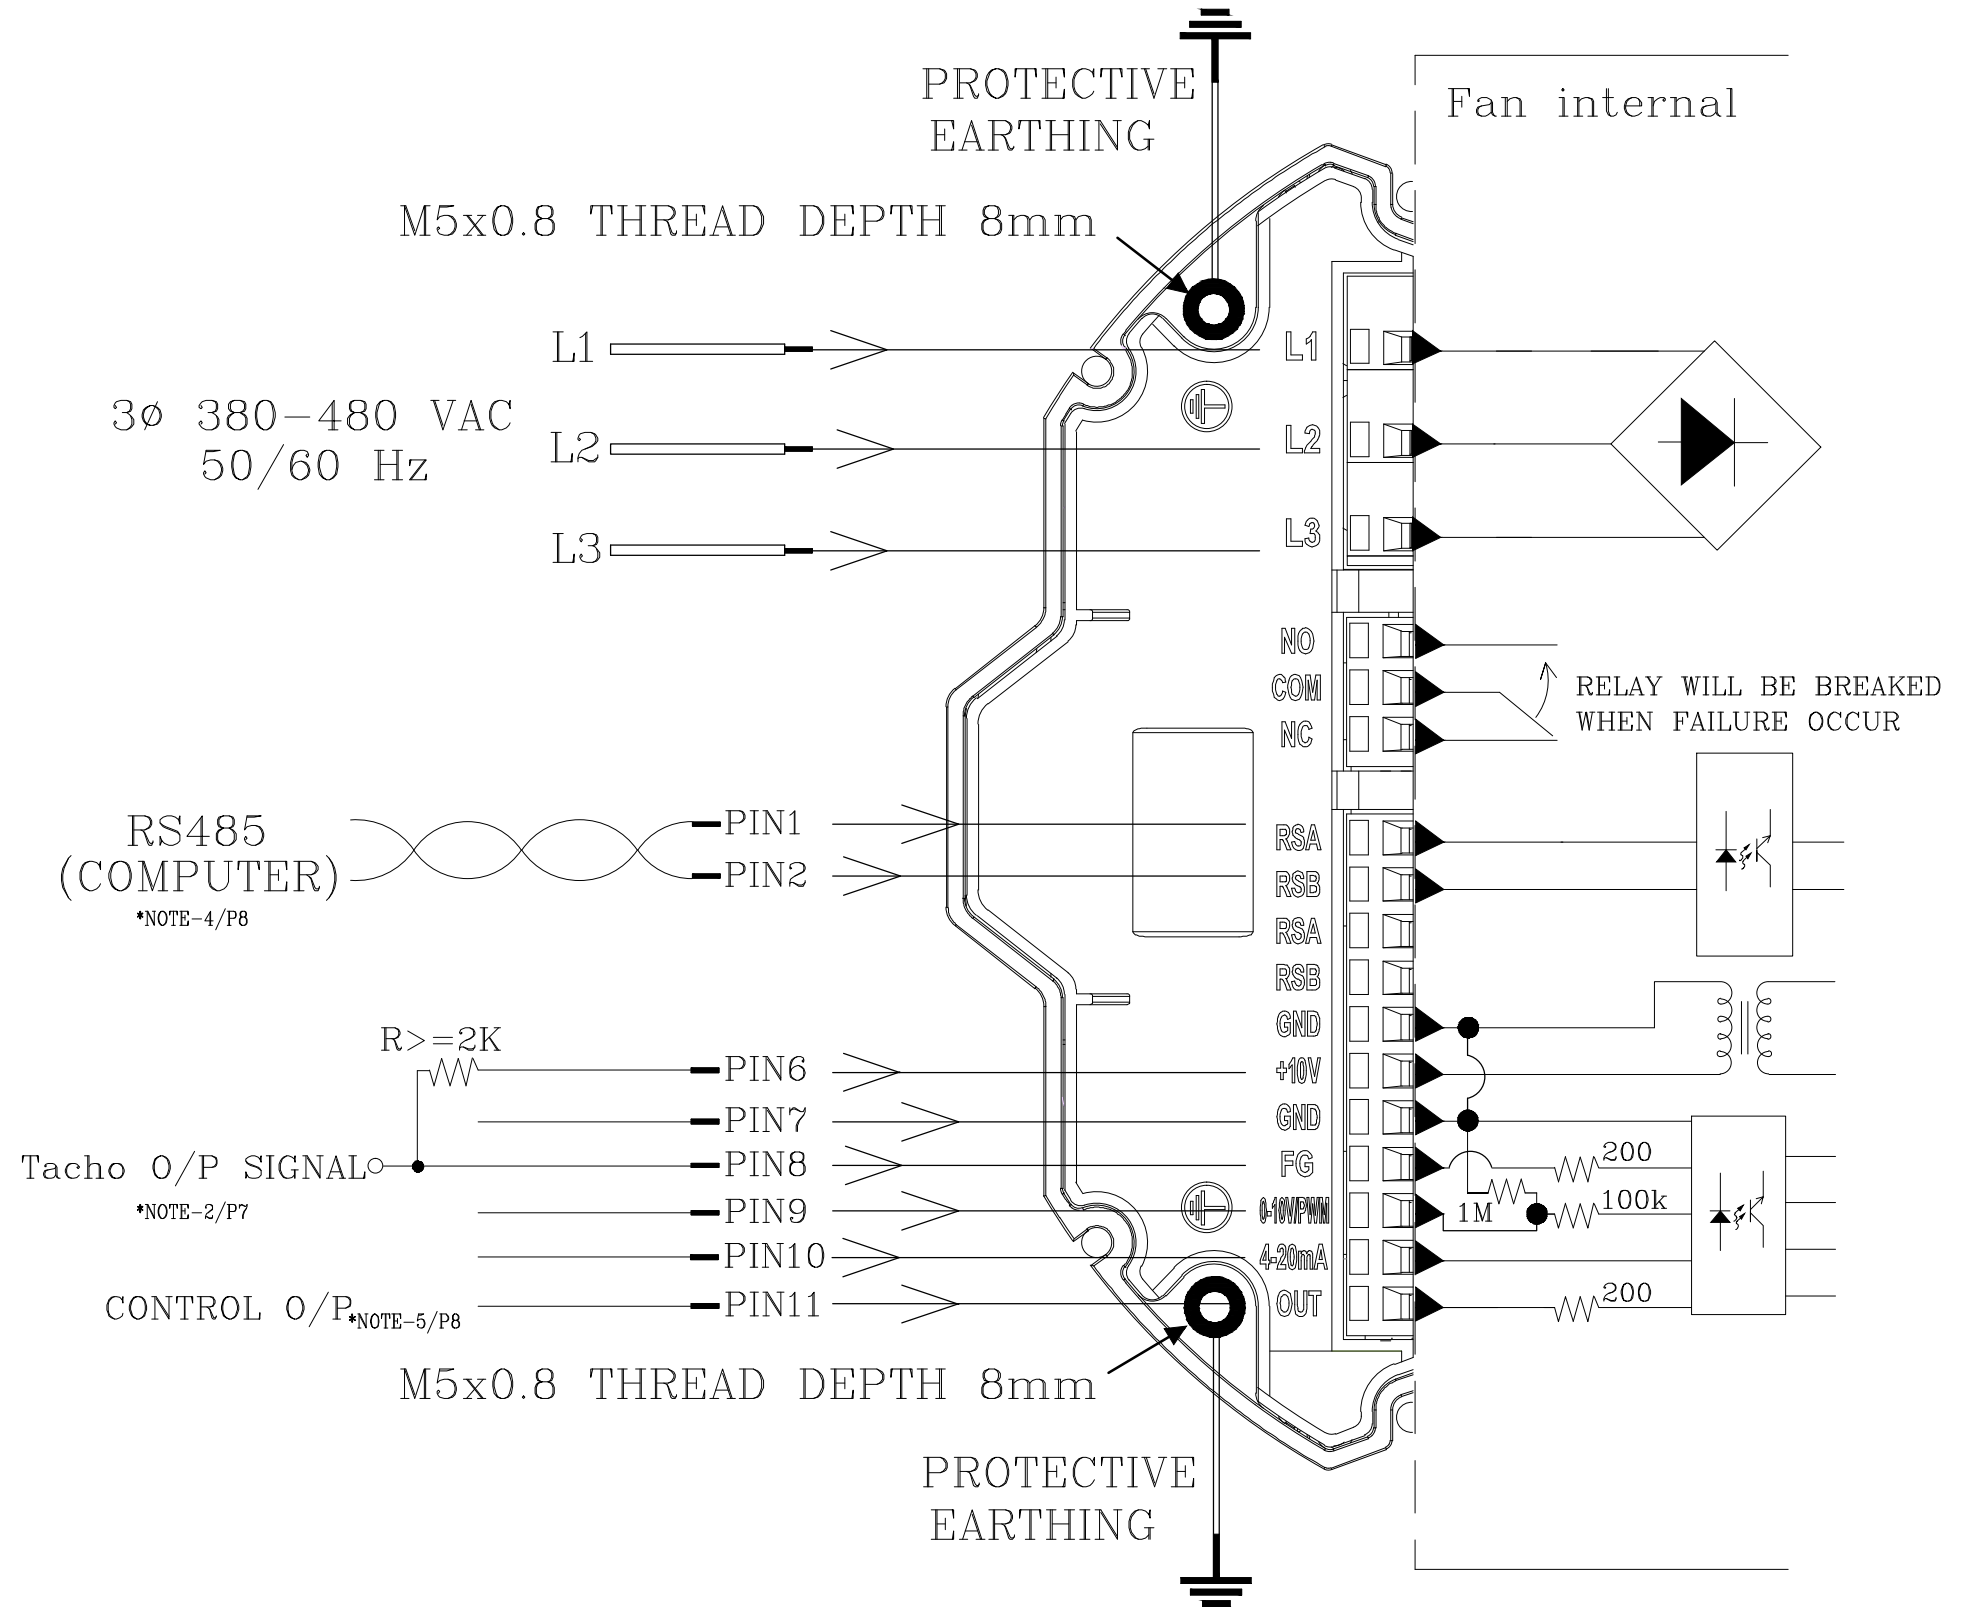 PROTECTIVE
EARTHING
Fan internal
M5x0.8 THREAD DEPTH 8mm
L1
L1
3ø 380-480 VAC
50/60 Hz
L2
L2
L3
L3
NO
COM
NC
RELAY WILL BE BREAKED
WHEN FAILURE OCCUR
RS485
(COMPUTER)
*NOTE-4/P8
PIN1
PIN2
RSA
RSB
RSA
RSB
GND
+10V
GND
FG
0-10V/PWM
4-20mA
OUT
R>=2K
PIN6
PIN7
Tacho O/P SIGNAL
*NOTE-2/P7
PIN8
PIN9
PIN10
CONTROL O/P
*NOTE-5/P8
PIN11
200
1M
100k
200
M5x0.8 THREAD DEPTH 8mm
PROTECTIVE
EARTHING